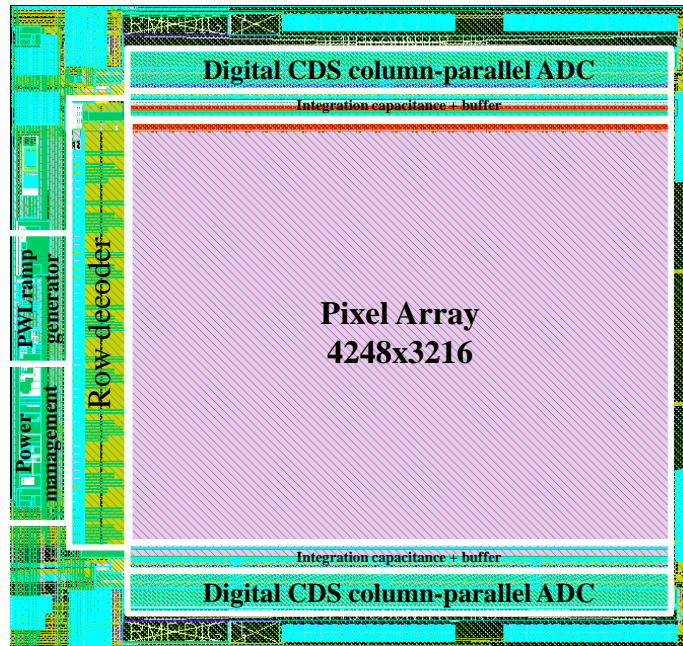 Digital CDS column-parallel ADC
Integration capacitance + buffer
PWL ramp
generator
Row decoder
Pixel Array
4248x3216
Power
management
Integration capacitance + buffer
Digital CDS column-parallel ADC